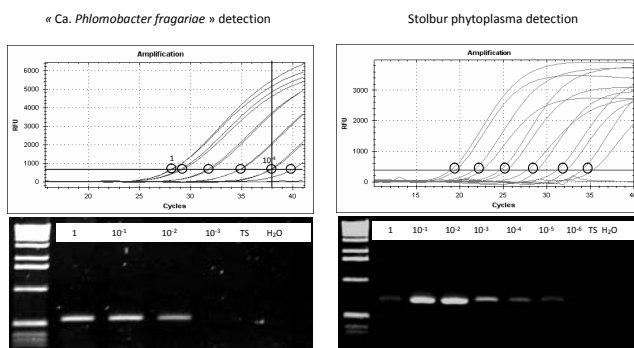 « Ca. Phlomobacter fragariae » detection
Stolbur phytoplasma detection
Amplification
RFU
6000
5000
4000
3000
2000
1000
0
1
10-4
20
25
30
35
40
Cycles
Amplification
RFU
3000
2000
1000
0
15
20
25
30
35
40
Cycles
1 10-1 10-2 10-3 TS H2O
1 10-1 10-2 10-3 10-4 10-5 10-6 TS H2O